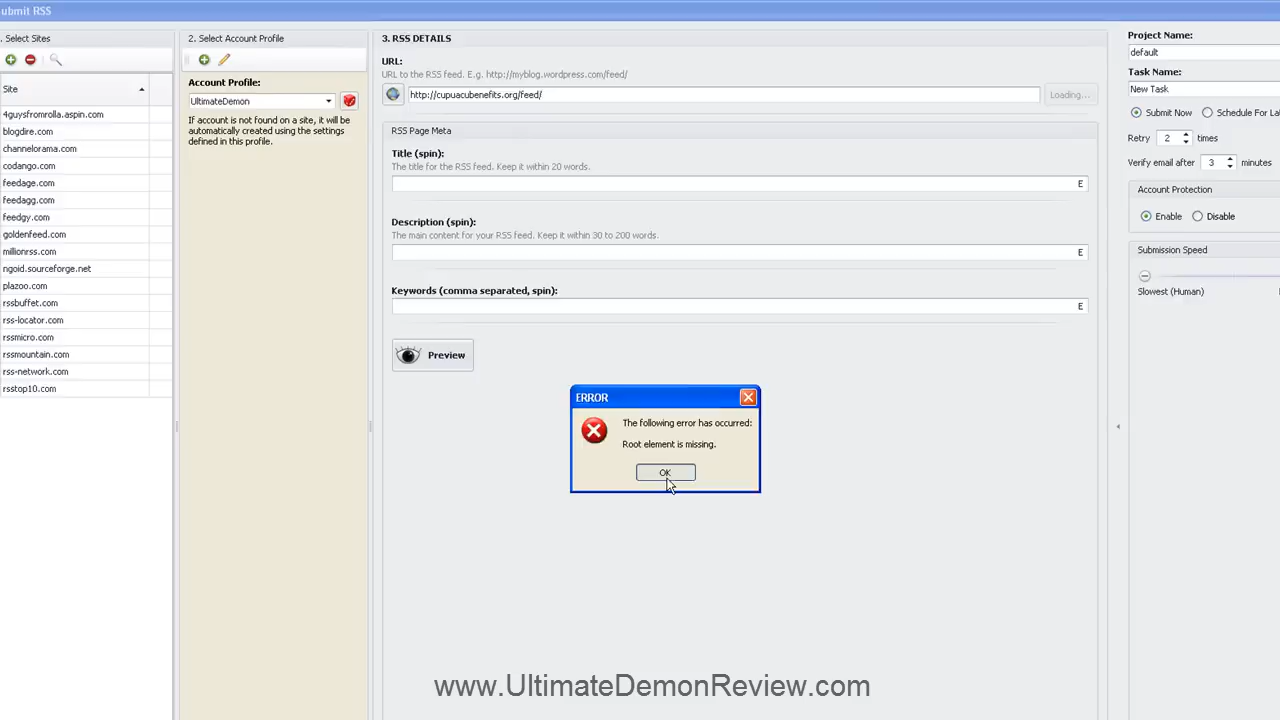 ubmit RSS
. Select Sites
Site
4guysfromrolla.aspin.com
blogdire.com
channelorama.com
codango.com
feedage.com
feedagg.com
feedgy.com
goldenfeed.com
millionrss.com
ngoid.sourceforge.net
plazoo.com
rssbuffet.com
rss-locator.com
rssmicro.com
rssmountain.com
rss-network.com
rsstop10.com
2. Select Account Profile
Account Profile:
UltimateDemon
If account is not found on a site, it will be
automatically created using the settings
defined in this profile.
3. RSS DETAILS
URL:
URL to the RSS feed. E.g. http://myblog.wordpress.com/feed/
http://cupuacubenefits.org/feed/
Loading...
RSS Page Meta
Title (spin):
The title for the RSS feed. Keep it within 20 words.
E
Description (spin):
The main content for your RSS feed. Keep it within 30 to 200 words.
E
Keywords (comma separated, spin):
E
Preview
ERROR
The following error has occurred:
Root element is missing.
OK
Project Name:
default
Task Name:
New Task
Submit Now Schedule For La
Retry 2 times
Verify email after 3 minutes
Account Protection
Enable Disable
Submission Speed
Slowest (Human)
www.UltimateDemonReview.com